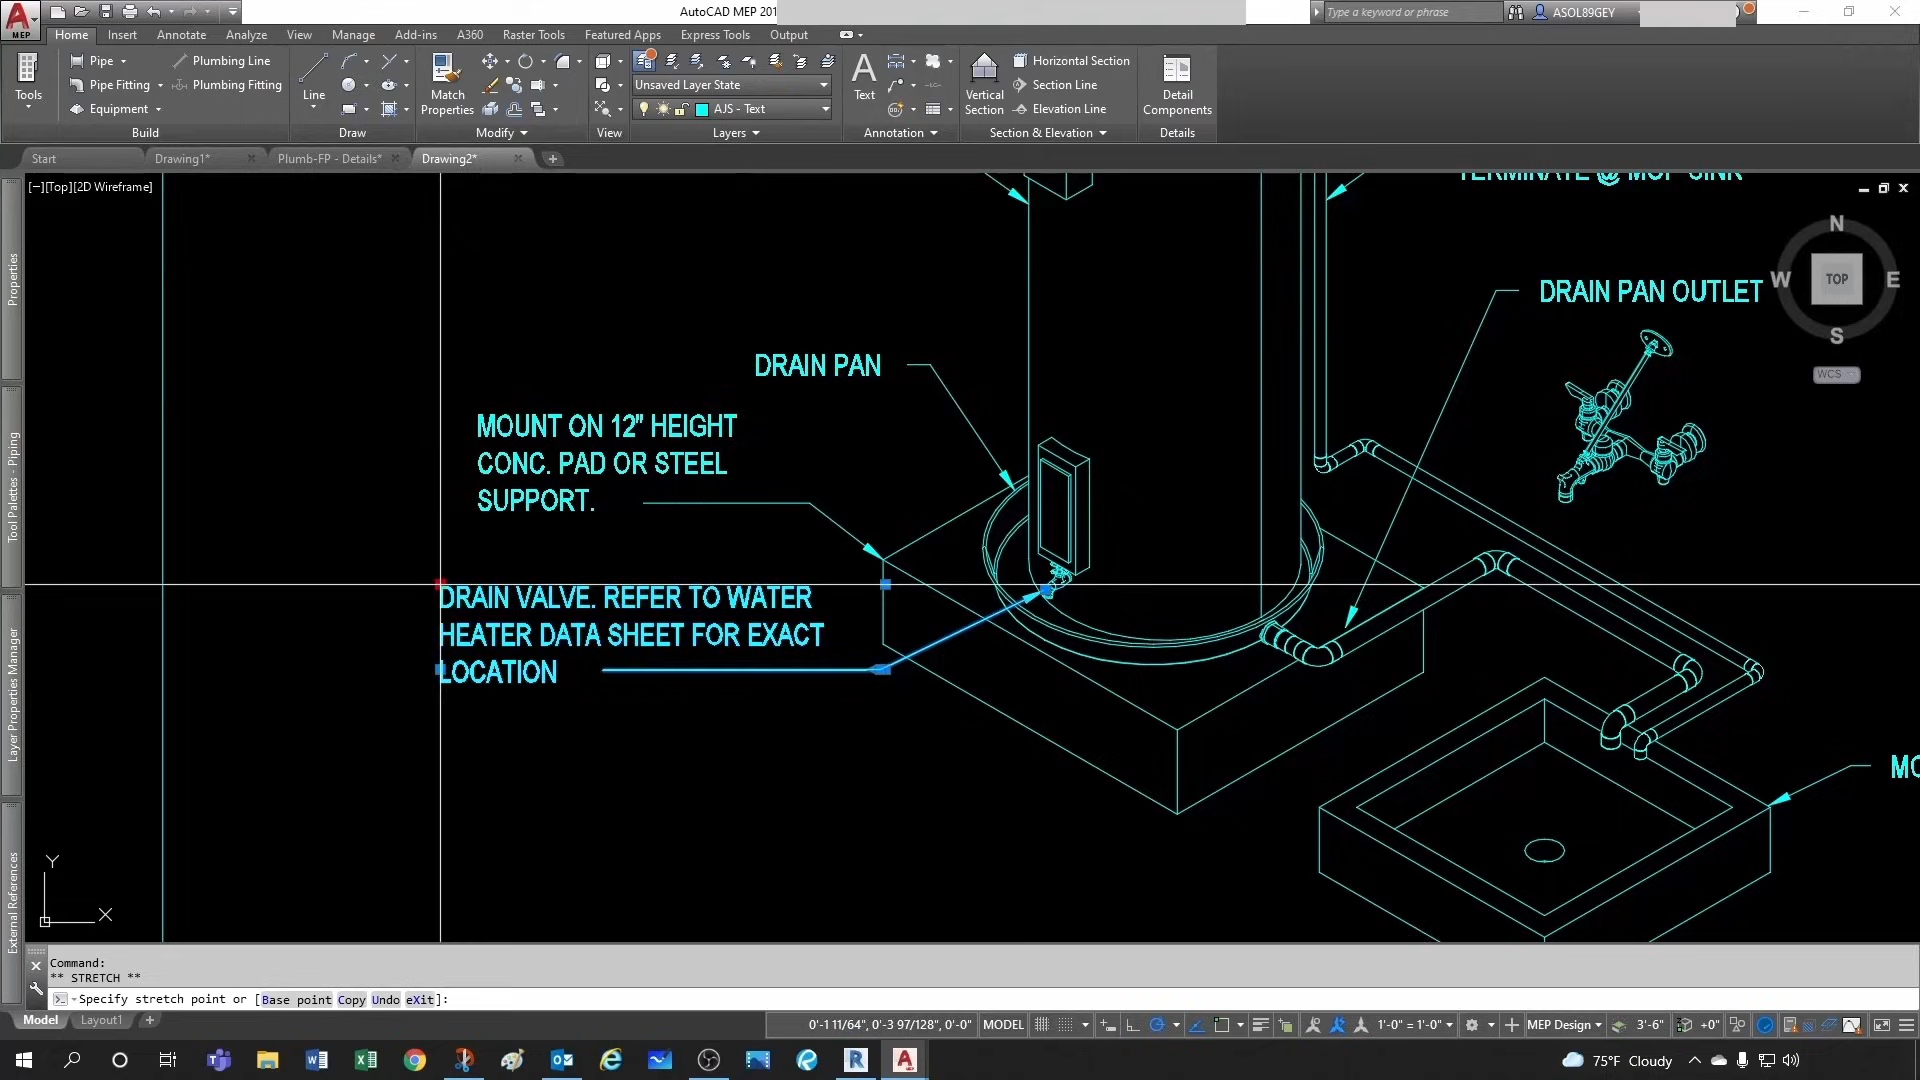 AutoCAD MEP 201
Type a keyword or phrase
ASOL89GEY
MEP
Home Insert Annotate Analyze View Manage Add-ins A360 Raster Tools Featured Apps Express Tools Output
Tools
Pipe
Pipe Fitting
Equipment
Plumbing Line
Plumbing Fitting
Build
Line
Draw
Match
Properties
Modify
View
Unsaved Layer State
AJS - Text
Layers
Text
Annotation
Vertical
Section
Horizontal Section
Section Line
Elevation Line
Section & Elevation
Detail
Components
Details
Start Drawing1* Plumb-FP - Details* Drawing2*
[−][Top][2D Wireframe]
Properties
Tool Palettes - Piping
Layer Properties Manager
External References
TERMINATE @ MOP SINK
DRAIN PAN OUTLET
N
W TOP E
S
WCS
DRAIN PAN
MOUNT ON 12" HEIGHT
CONC. PAD OR STEEL
SUPPORT.
DRAIN VALVE. REFER TO WATER
HEATER DATA SHEET FOR EXACT
LOCATION
MO
Y
X
Command:
** STRETCH **
Specify stretch point or [Base point Copy Undo eXit]:
Model Layout1
0'-1 11/64", 0'-3 97/128", 0'-0" MODEL 1'-0" = 1'-0" MEP Design 3'-6" +0"
75°F Cloudy